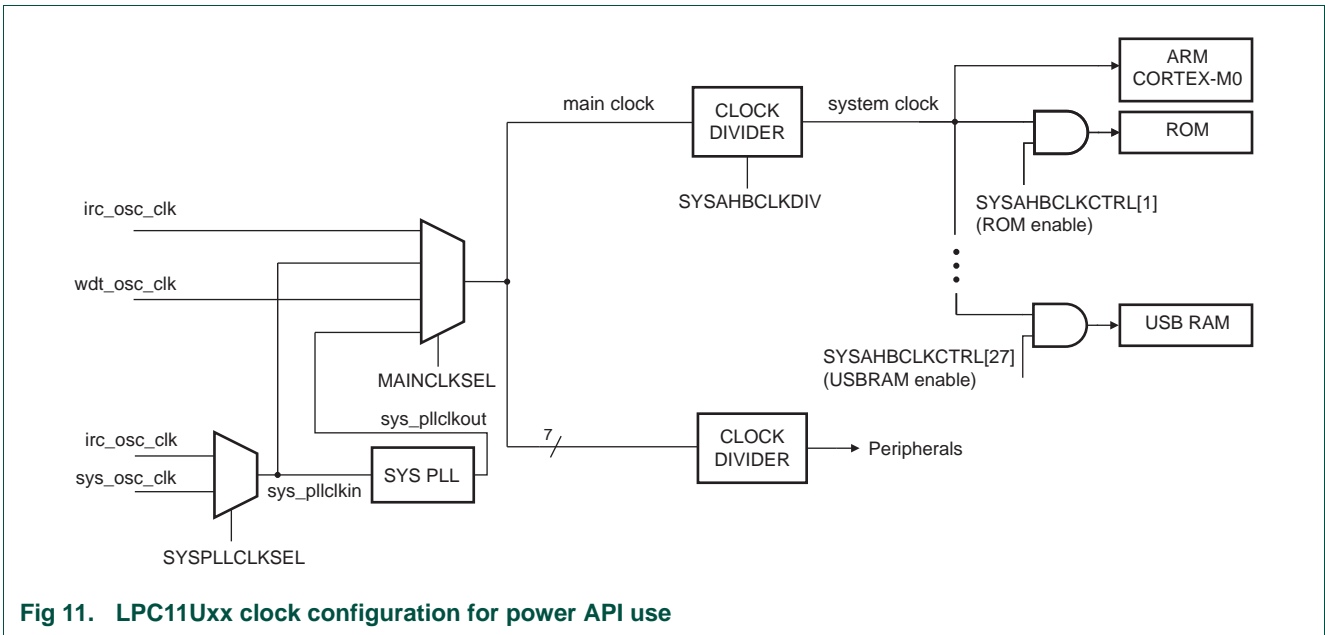 ARM
CORTEX-M0
main clock
CLOCK
DIVIDER
system clock
ROM
SYSAHBCLKDIV
SYSAHBCLKCTRL[1]
(ROM enable)
irc_osc_clk
wdt_osc_clk
USB RAM
SYSAHBCLKCTRL[27]
(USBRAM enable)
MAINCLKSEL
sys_pllclkout
7
CLOCK
DIVIDER
Peripherals
irc_osc_clk
sys_osc_clk
sys_pllclkin
SYS PLL
SYSPLLCLKSEL
Fig 11. LPC11Uxx clock configuration for power API use